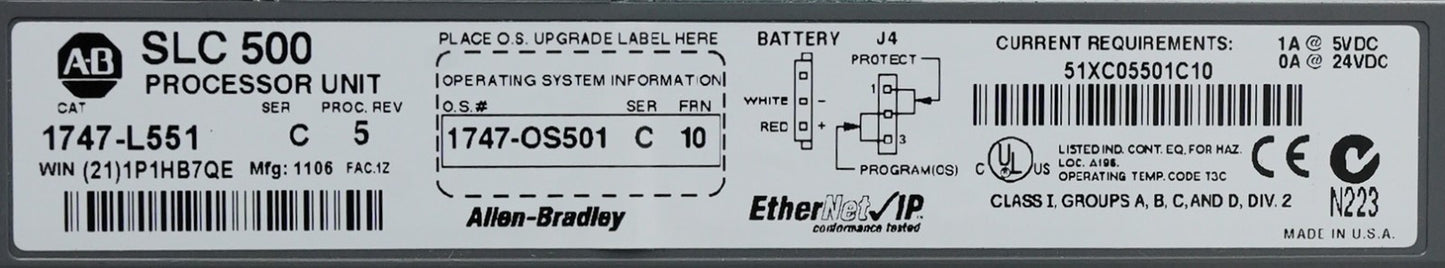 A-B
SLC 500
PROCESSOR UNIT
CAT SER PROC. REV
1747-L551 C 5
WIN (21)1P1HB7QE Mfg: 1106 FAC.1Z
PLACE O.S. UPGRADE LABEL HERE
OPERATING SYSTEM INFORMATION
O.S.# SER FRN
1747-OS501 C 10
Allen-Bradley
BATTERY J4
PROTECT
1
WHITE -
RED +
3
PROGRAM(OS)
EtherNet/IP
conformance tested
CURRENT REQUIREMENTS: 1A @ 5VDC
0A @ 24VDC
51XC05501C10
C UL US
LISTED IND. CONT. EQ. FOR HAZ.
LOC. A196.
OPERATING TEMP. CODE T3C
CE
N223
CLASS I, GROUPS A, B, C, AND D, DIV. 2
MADE IN U.S.A.